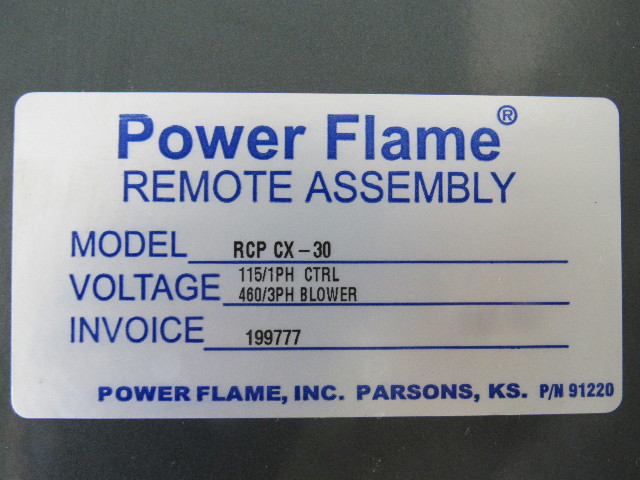 Power Flame®
REMOTE ASSEMBLY
MODEL RCP CX-30
VOLTAGE 115/1PH CTRL
460/3PH BLOWER
INVOICE 199777
POWER FLAME, INC. PARSONS, KS. P/N 91220